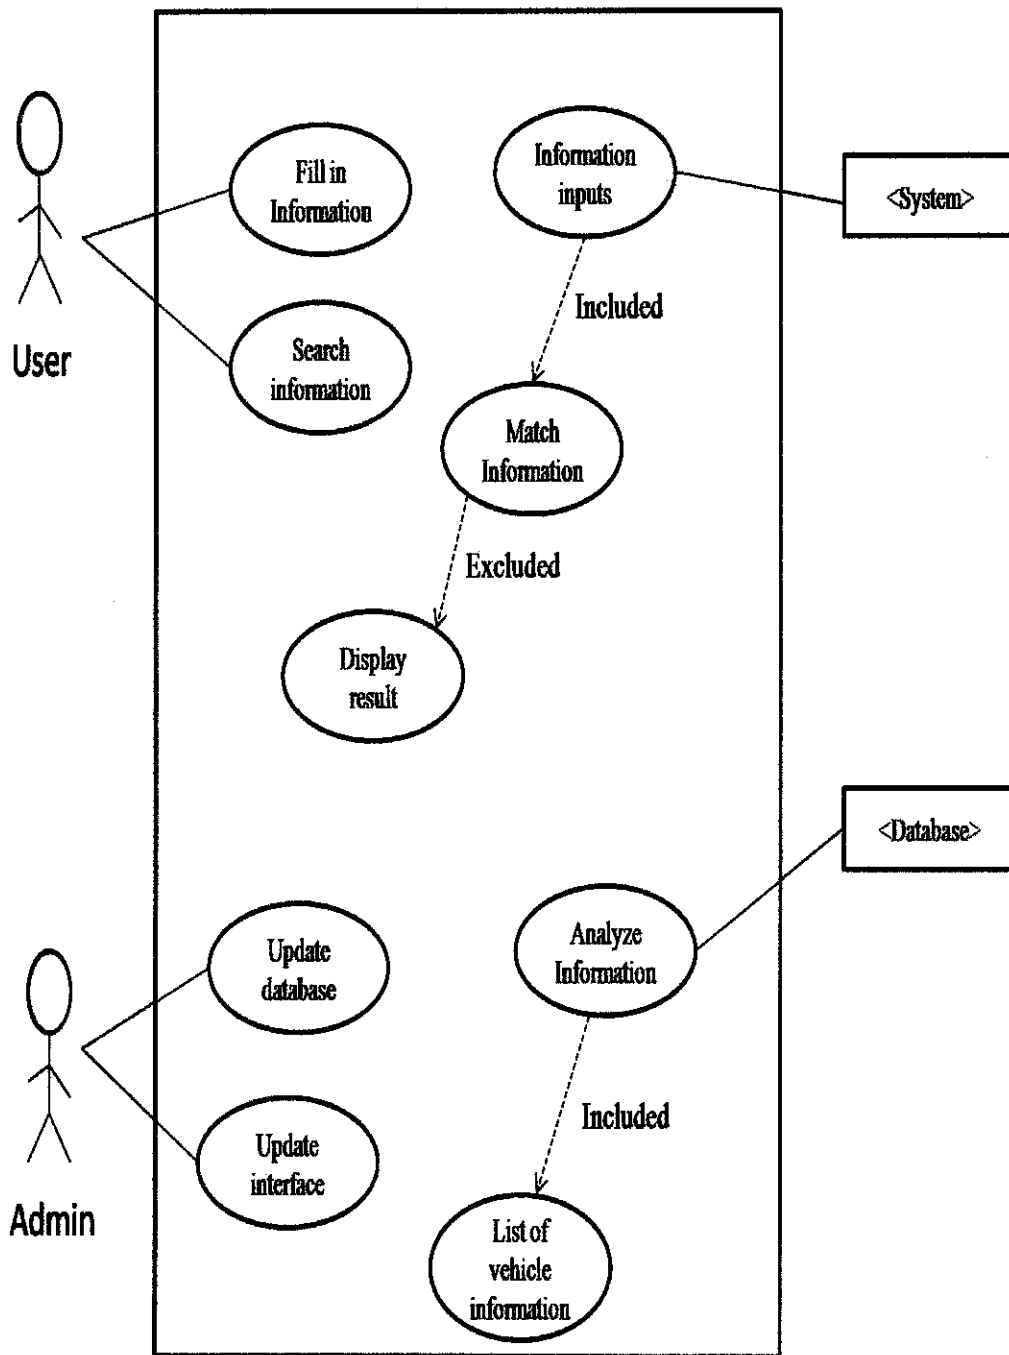 Fill in
Information
Information
inputs
<System>
User
Search
information
Included
Match
Information
Excluded
Display
result
<Database>
Update
database
Analyze
Information
Admin
Update
interface
Included
List of
vehicle
information